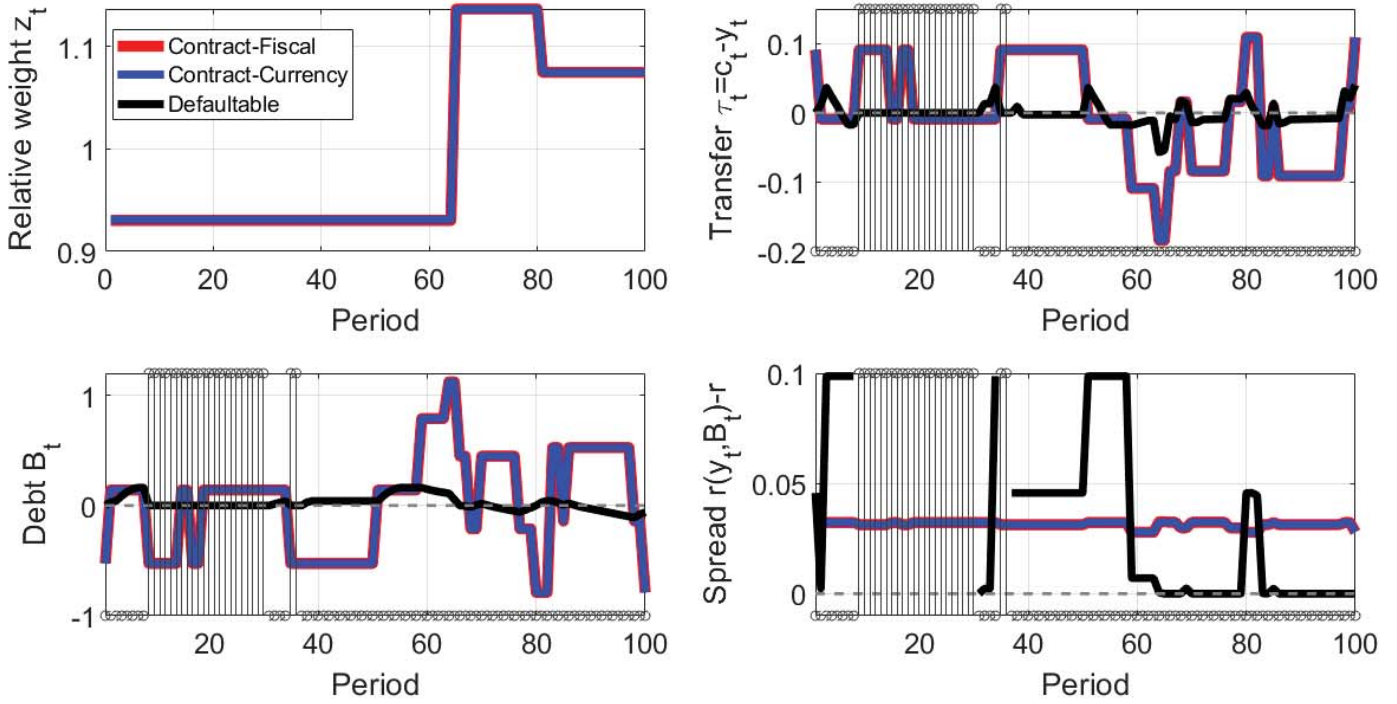 Relative weight z_t
1.1
1
0.9
0 20 40 60 80 100
Period
Contract-Fiscal
Contract-Currency
Defaultable
Transfer τ_t=c_t-y_t
0.1
0
-0.1
-0.2
20 40 60 80 100
Period
Debt B_t
1
0
-1
20 40 60 80 100
Period
Spread r(y_t,B_t)-r
0.1
0.05
0
20 40 60 80 100
Period